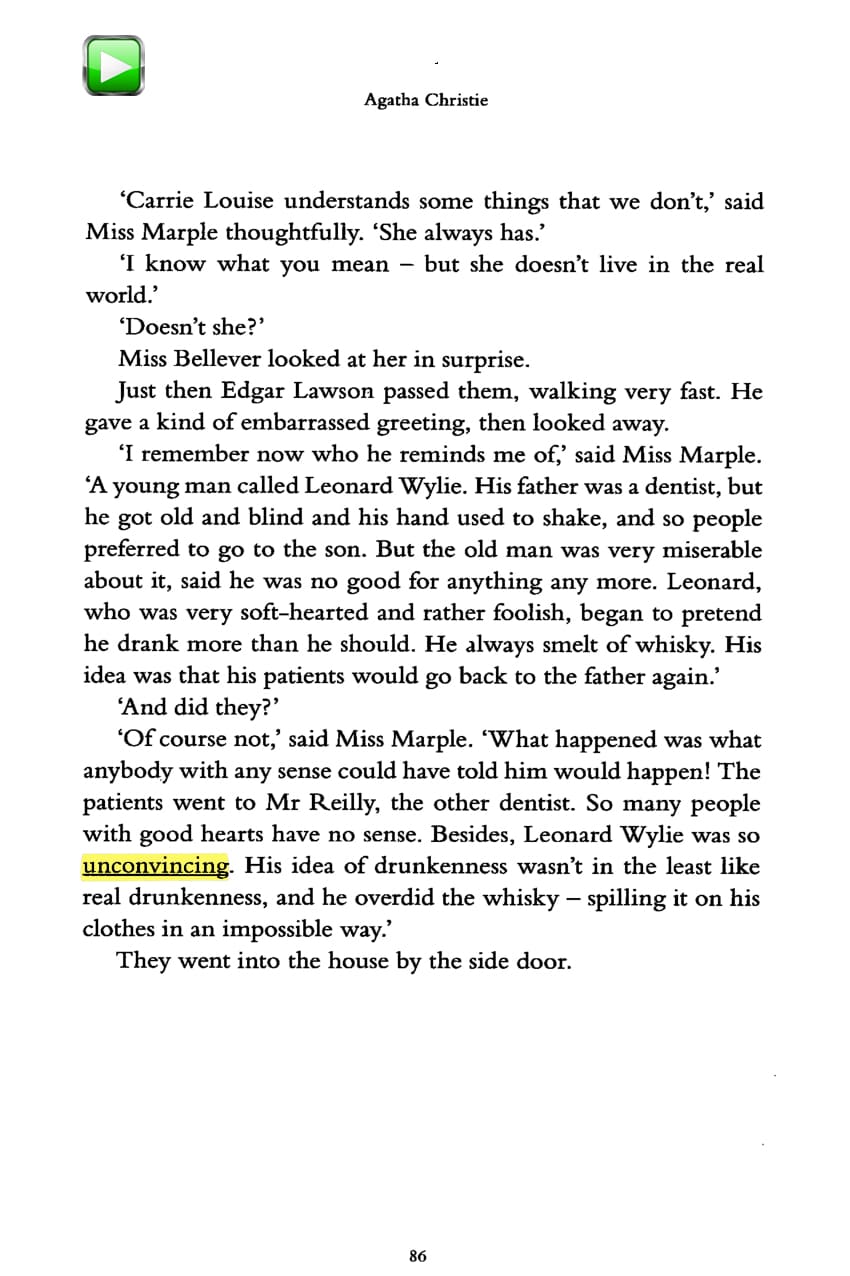 Agatha Christie
‘Carrie Louise understands some things that we don’t,’ said
Miss Marple thoughtfully. ‘She always has.’
‘I know what you mean – but she doesn’t live in the real
world.’
‘Doesn’t she?’
Miss Bellever looked at her in surprise.
Just then Edgar Lawson passed them, walking very fast. He
gave a kind of embarrassed greeting, then looked away.
‘I remember now who he reminds me of,’ said Miss Marple.
‘A young man called Leonard Wylie. His father was a dentist, but
he got old and blind and his hand used to shake, and so people
preferred to go to the son. But the old man was very miserable
about it, said he was no good for anything any more. Leonard,
who was very soft-hearted and rather foolish, began to pretend
he drank more than he should. He always smelt of whisky. His
idea was that his patients would go back to the father again.’
‘And did they?’
‘Of course not,’ said Miss Marple. ‘What happened was what
anybody with any sense could have told him would happen! The
patients went to Mr Reilly, the other dentist. So many people
with good hearts have no sense. Besides, Leonard Wylie was so
unconvincing. His idea of drunkenness wasn’t in the least like
real drunkenness, and he overdid the whisky – spilling it on his
clothes in an impossible way.’
They went into the house by the side door.
86